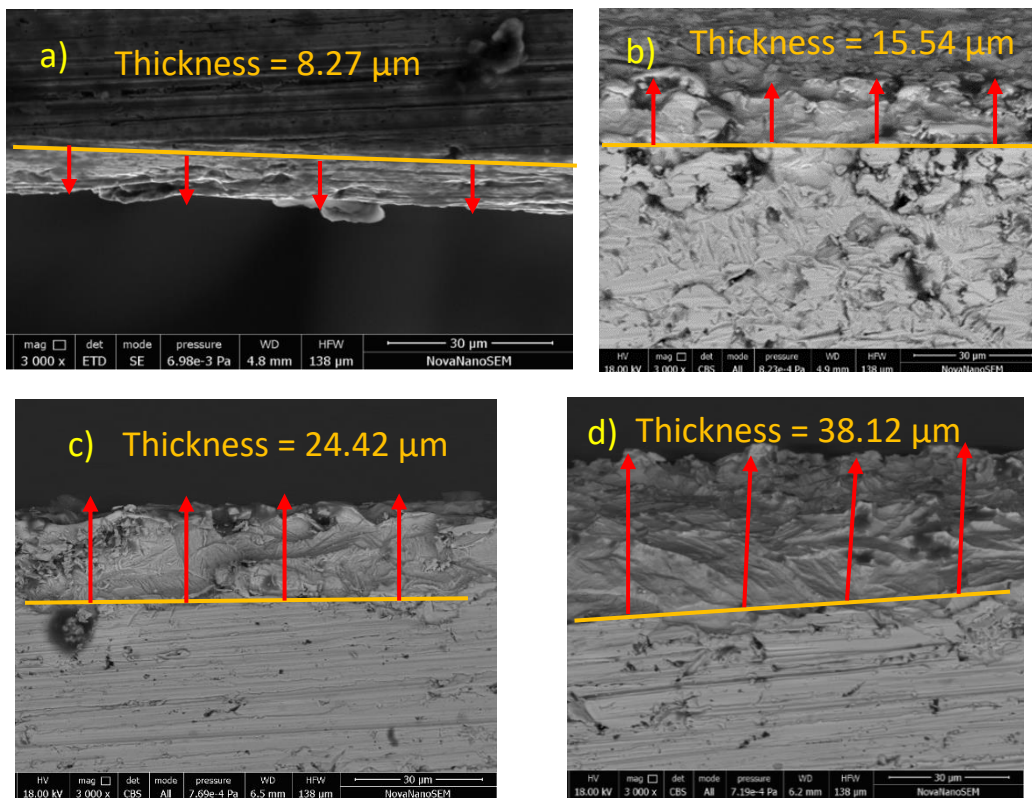 a) Thickness = 8.27 µm
mag □ det mode pressure WD HFW 30 µm
3 000 x ETD SE 6.98e-3 Pa 4.8 mm 138 µm NovaNanoSEM
b) Thickness = 15.54 µm
HV mag □ det mode pressure WD HFW 30 µm
18.00 kV 3 000 x CBS All 8.23e-4 Pa 4.9 mm 138 µm NovaNanoSEM
c) Thickness = 24.42 µm
HV mag □ det mode pressure WD HFW 30 µm
18.00 kV 3 000 x CBS All 7.69e-4 Pa 6.5 mm 138 µm NovaNanoSEM
d) Thickness = 38.12 µm
HV mag □ det mode pressure WD HFW 30 µm
18.00 kV 3 000 x CBS All 7.19e-4 Pa 6.2 mm 138 µm NovaNanoSEM